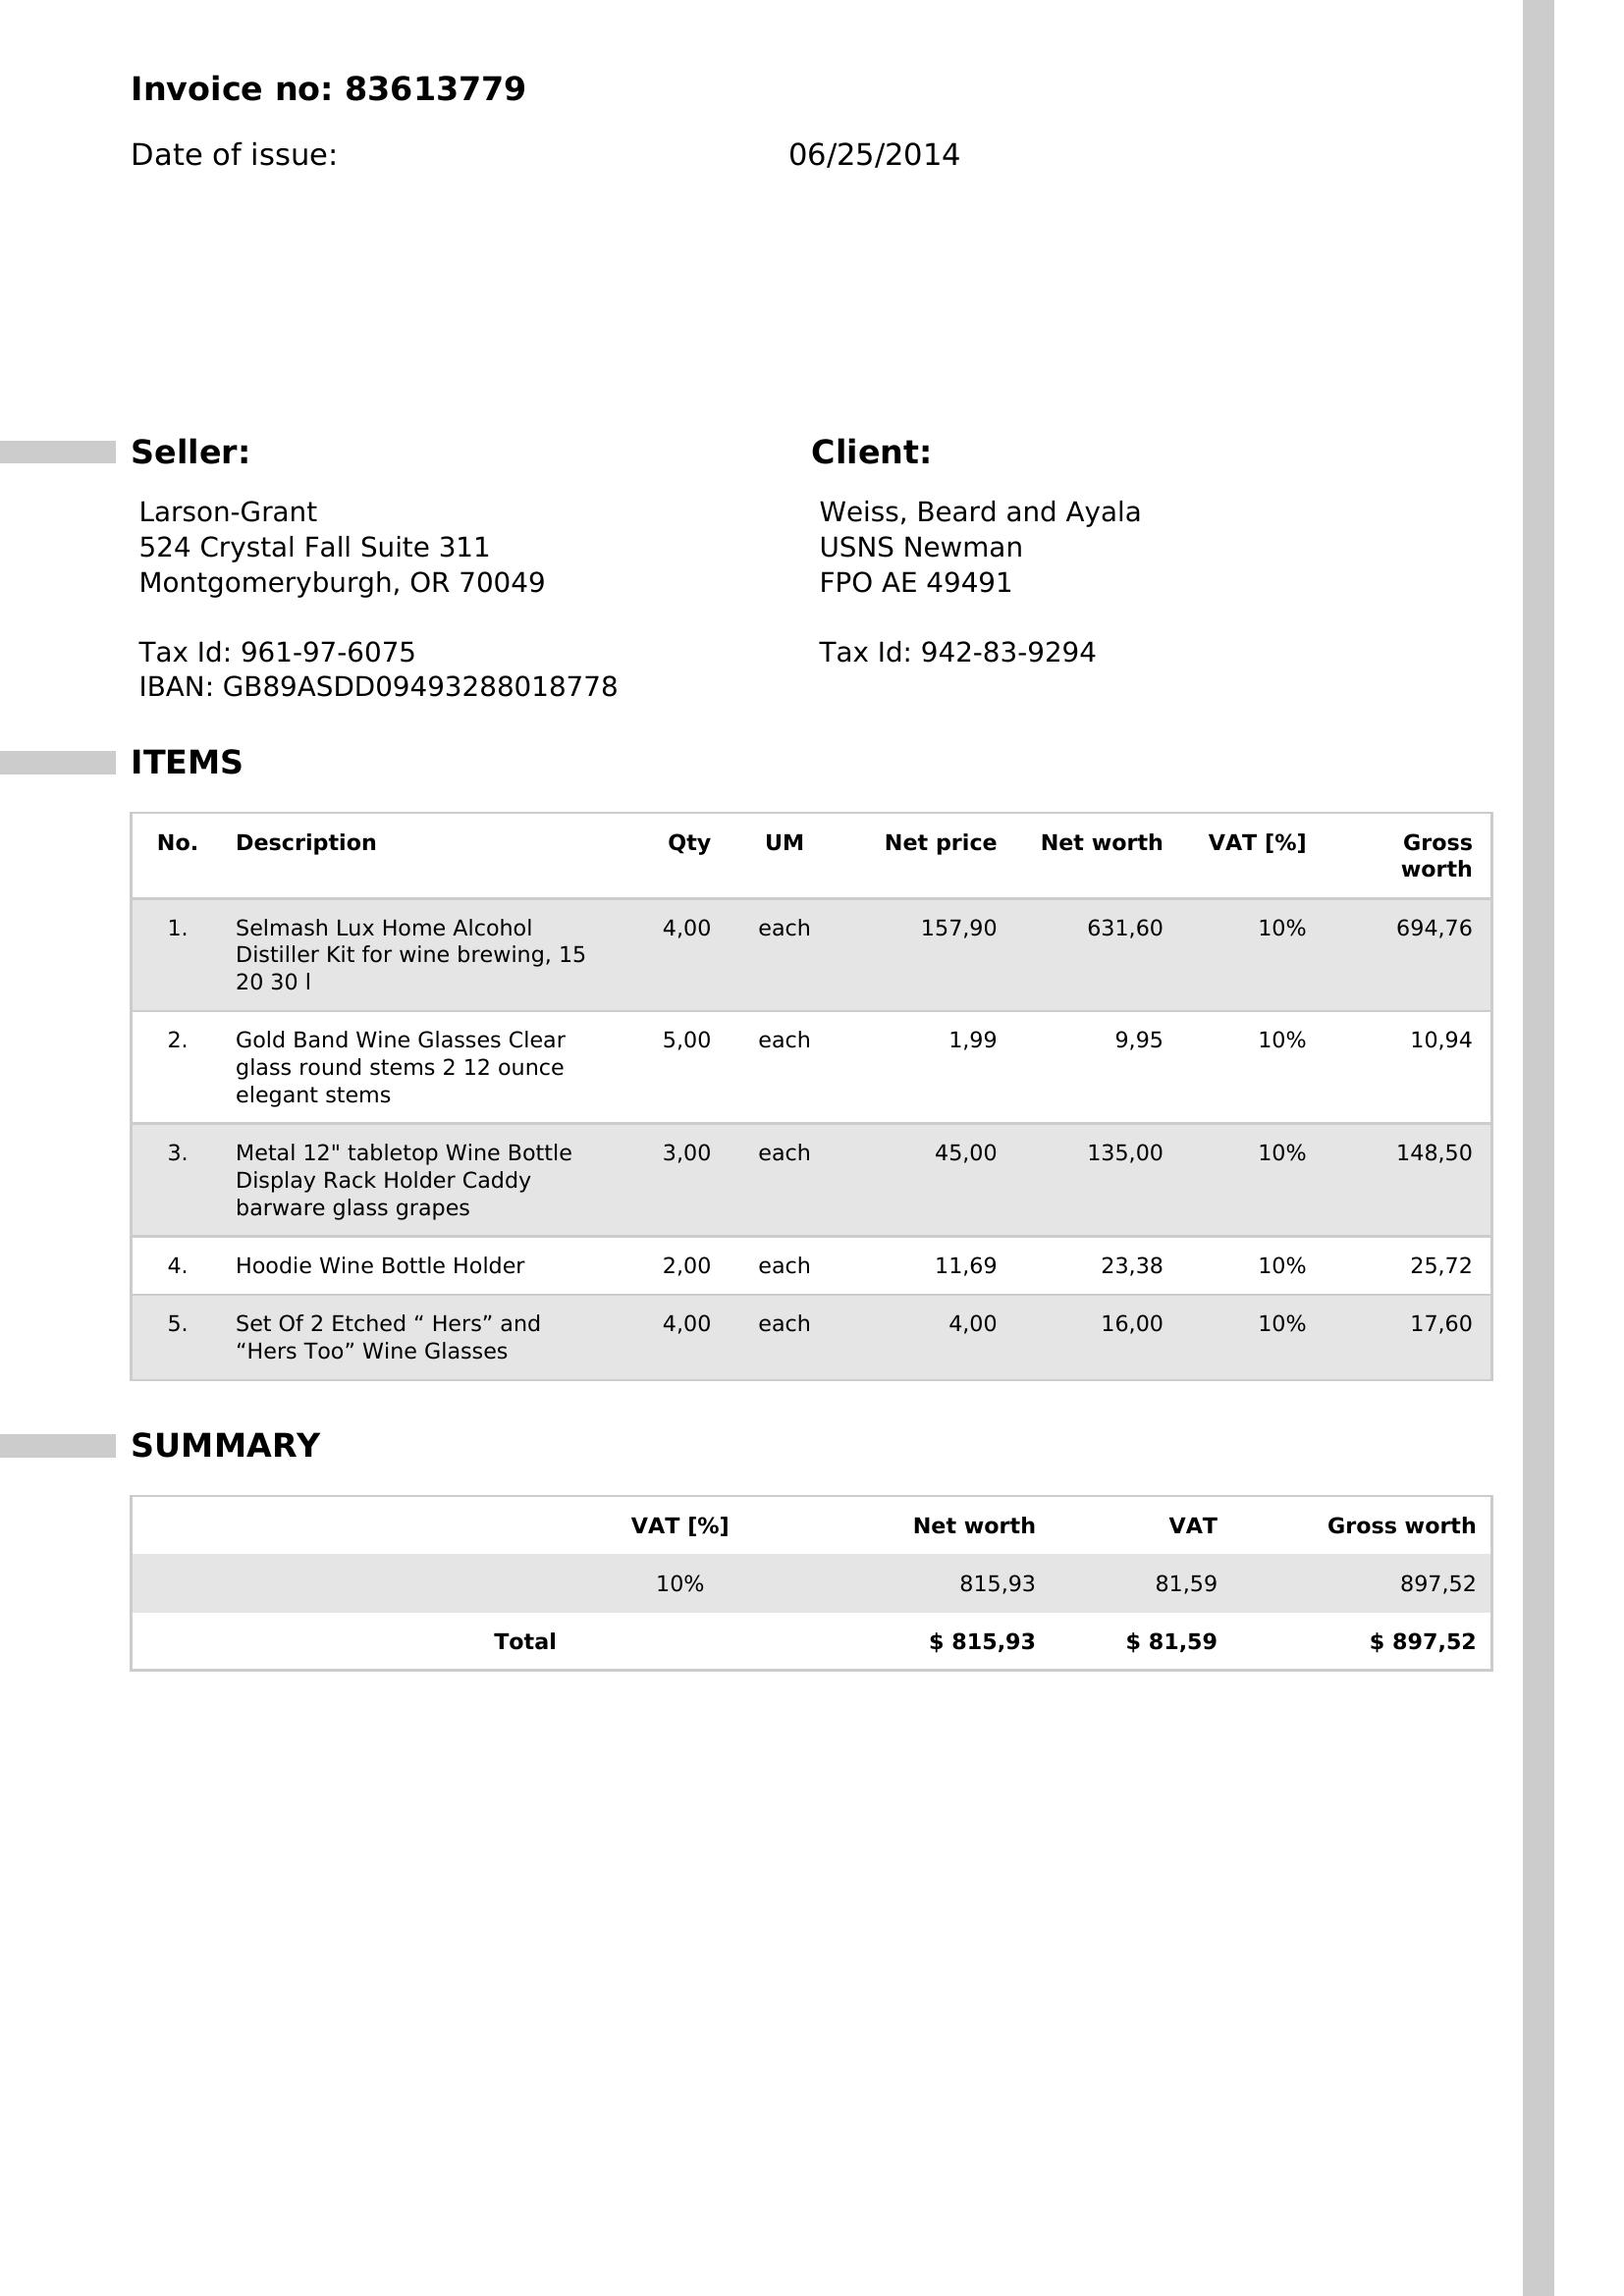 Invoice no: 83613779
Date of issue: 06/25/2014
Seller: Client:
Larson-Grant Weiss, Beard and Ayala
524 Crystal Fall Suite 311 USNS Newman
Montgomeryburgh, OR 70049 FPO AE 49491
Tax Id: 961-97-6075 Tax Id: 942-83-9294
IBAN: GB89ASDD09493288018778
ITEMS
No. Description Qty UM Net price Net worth VAT [%] Gross
worth
1. Selmash Lux Home Alcohol 4,00 each 157,90 631,60 10% 694,76
Distiller Kit for wine brewing, 15
20 30 l
2. Gold Band Wine Glasses Clear 5,00 each 1,99 9,95 10% 10,94
glass round stems 2 12 ounce
elegant stems
3. Metal 12" tabletop Wine Bottle 3,00 each 45,00 135,00 10% 148,50
Display Rack Holder Caddy
barware glass grapes
4. Hoodie Wine Bottle Holder 2,00 each 11,69 23,38 10% 25,72
5. Set Of 2 Etched “ Hers” and 4,00 each 4,00 16,00 10% 17,60
“Hers Too” Wine Glasses
SUMMARY
VAT [%] Net worth VAT Gross worth
10% 815,93 81,59 897,52
Total $ 815,93 $ 81,59 $ 897,52